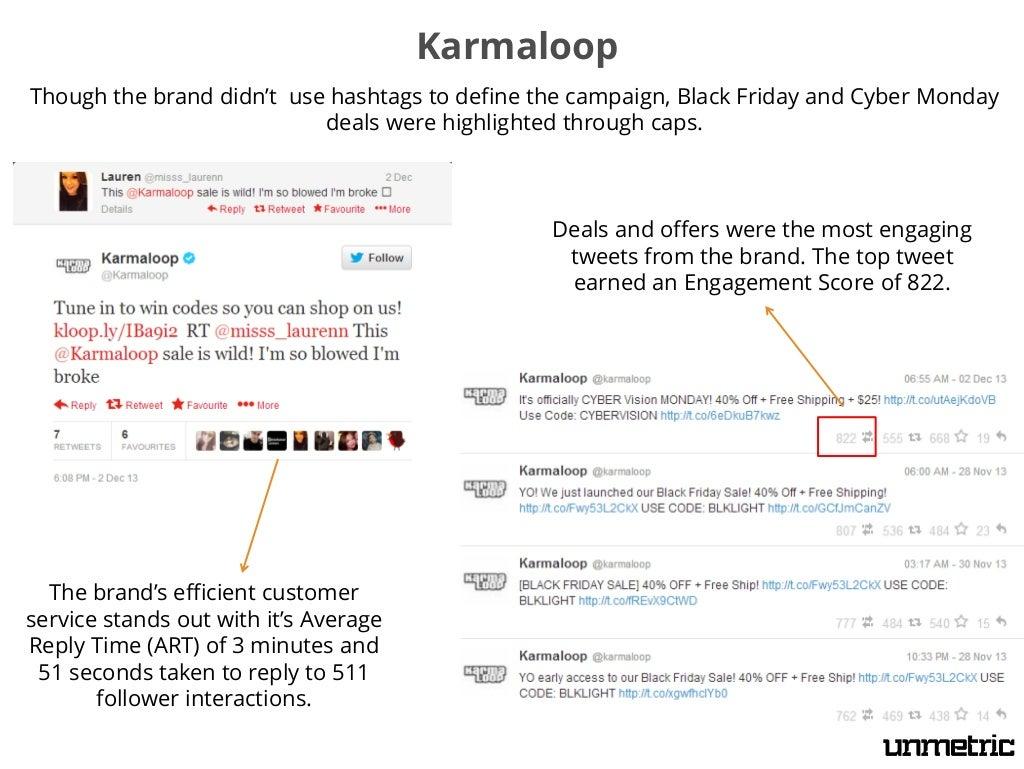 Karmaloop
Though the brand didn’t  use hashtags to define the campaign, Black Friday and Cyber Monday
deals were highlighted through caps.
Lauren @misss_laurenn 2 Dec
This @Karmaloop sale is wild! I'm so blowed I'm broke
Details Reply Retweet Favourite More
KARMALOOP
Karmaloop
@Karmaloop
Follow
Tune in to win codes so you can shop on us!
kloop.ly/IBa9i2 RT @misss_laurenn This
@Karmaloop sale is wild! I'm so blowed I'm
broke
Reply Retweet Favourite More
7 RETWEETS 6 FAVOURITES
6:08 PM - 2 Dec 13
The brand’s efficient customer
service stands out with it’s Average
Reply Time (ART) of 3 minutes and
51 seconds taken to reply to 511
follower interactions.
Deals and offers were the most engaging
tweets from the brand. The top tweet
earned an Engagement Score of 822.
KARMALOOP
Karmaloop @karmaloop 06:55 AM - 02 Dec 13
It's officially CYBER Vision MONDAY! 40% Off + Free Shipping + $25! http://t.co/utAejKdoVB
Use Code: CYBERVISION http://t.co/6eDkuB7kwz
822 555 668 19
KARMALOOP
Karmaloop @karmaloop 06:00 AM - 28 Nov 13
YO! We just launched our Black Friday Sale! 40% Off + Free Shipping!
http://t.co/Fwy53L2CkX USE CODE: BLKLIGHT http://t.co/GCfJmCanZV
807 536 484 23
KARMALOOP
Karmaloop @karmaloop 03:17 AM - 30 Nov 13
[BLACK FRIDAY SALE] 40% OFF + Free Ship! http://t.co/Fwy53L2CkX USE CODE:
BLKLIGHT http://t.co/fREvX9CtWD
777 484 540 15
KARMALOOP
Karmaloop @karmaloop 10:33 PM - 28 Nov 13
YO early access to our Black Friday Sale! 40% OFF + Free Ship! http://t.co/Fwy53L2CkX USE
CODE: BLKLIGHT http://t.co/xgwfhclYb0
762 469 438 14
unmetric